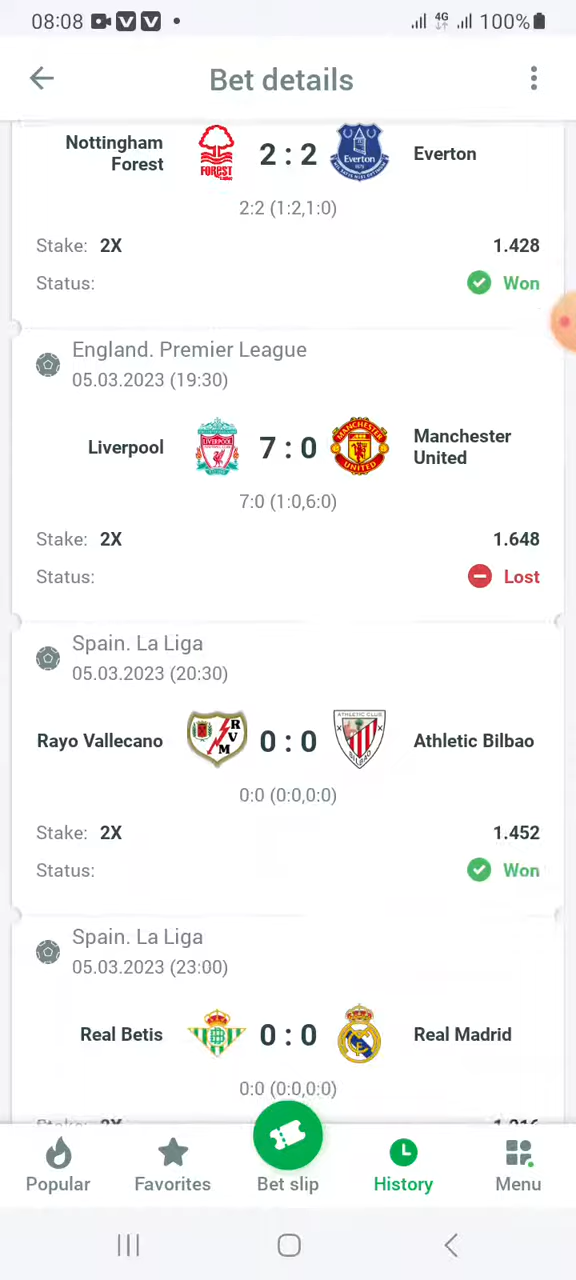 08:08 4G 100%
Bet details
Nottingham Forest 2 : 2 Everton
2:2 (1:2,1:0)
Stake: 2X 1.428
Status: Won
England. Premier League
05.03.2023 (19:30)
Liverpool 7 : 0 Manchester United
7:0 (1:0,6:0)
Stake: 2X 1.648
Status: Lost
Spain. La Liga
05.03.2023 (20:30)
Rayo Vallecano 0 : 0 Athletic Bilbao
0:0 (0:0,0:0)
Stake: 2X 1.452
Status: Won
Spain. La Liga
05.03.2023 (23:00)
Real Betis 0 : 0 Real Madrid
0:0 (0:0,0:0)
Popular Favorites Bet slip History Menu